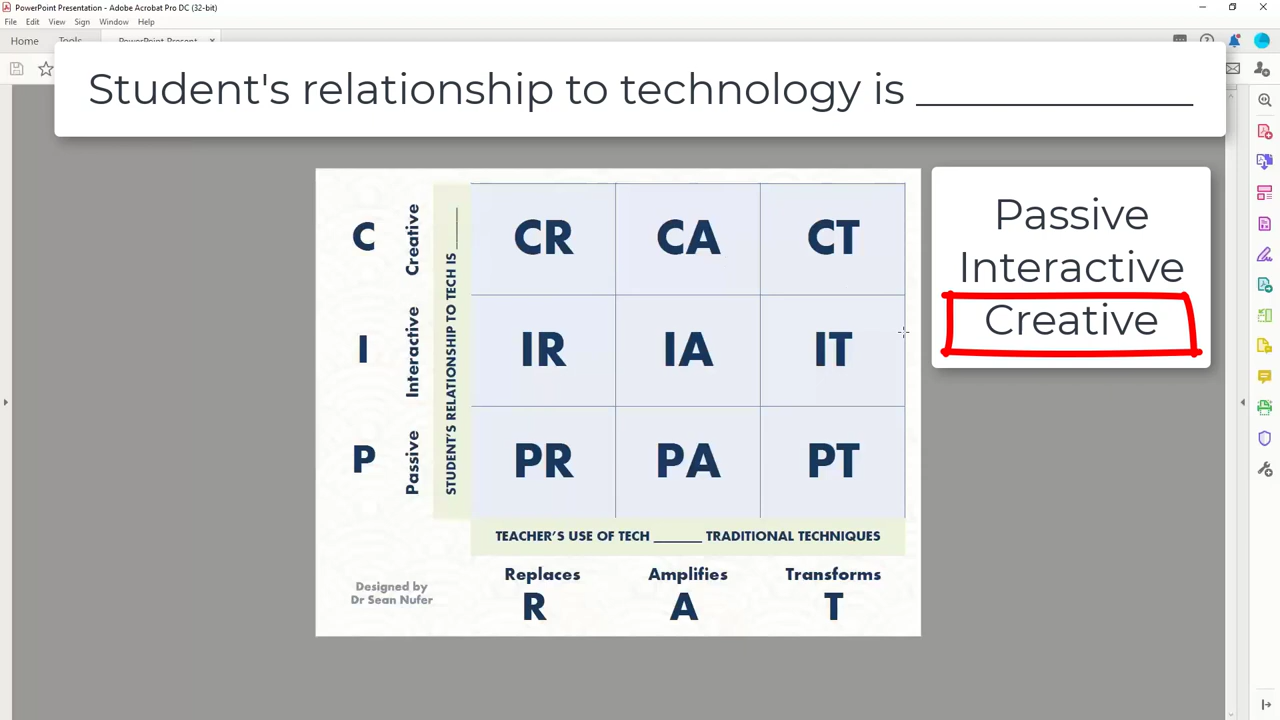 PowerPoint Presentation - Adobe Acrobat Pro DC (32-bit)
File Edit View Sign Window Help
Home Tools PowerPoint Present... ×
Student's relationship to technology is ______________
C Creative
I Interactive
P Passive
STUDENT'S RELATIONSHIP TO TECH IS _____
CR CA CT
IR IA IT
PR PA PT
TEACHER'S USE OF TECH ______ TRADITIONAL TECHNIQUES
Replaces Amplifies Transforms
R A T
Designed by
Dr Sean Nufer
Passive
Interactive
Creative